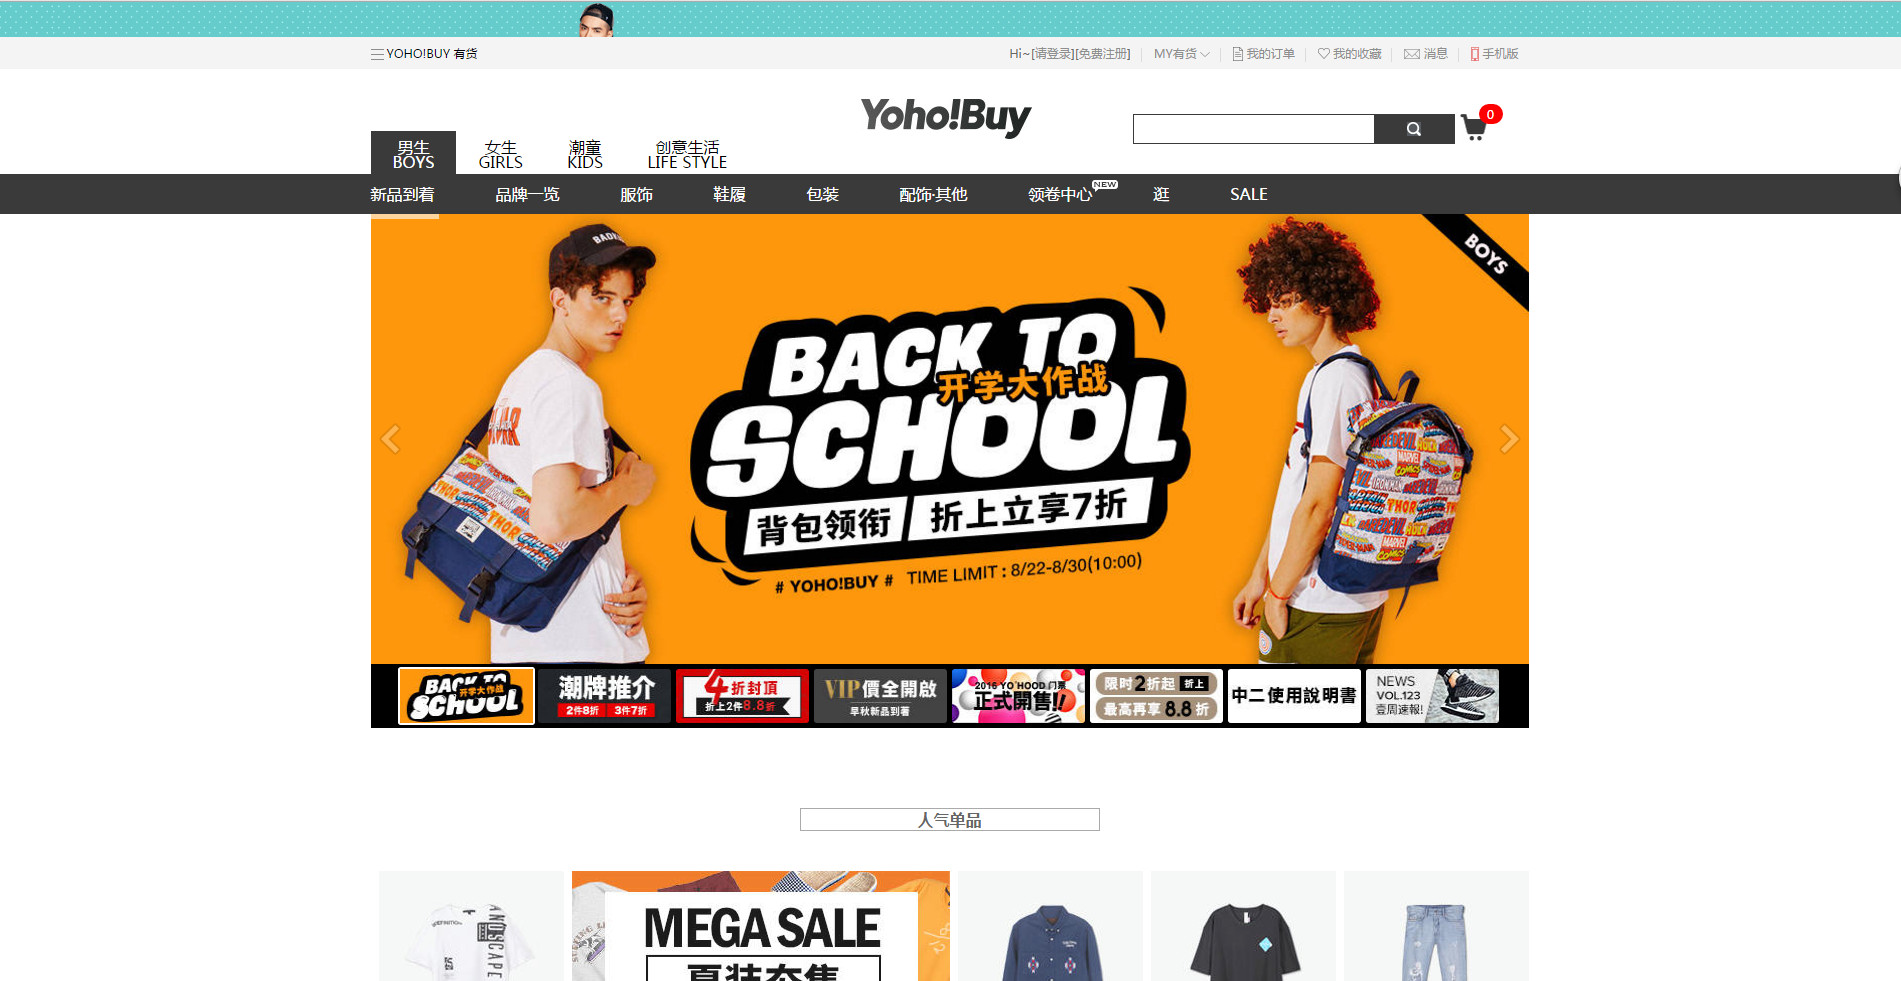 YOHO!BUY 有货
Hi~[请登录][免费注册]
MY有货
我的订单
我的收藏
消息
手机版
Yoho!Buy
0
男生
BOYS
女生
GIRLS
潮童
KIDS
创意生活
LIFE STYLE
新品到着
品牌一览
服饰
鞋履
包装
配饰·其他
领卷中心
NEW
逛
SALE
BOYS
BACK TO
开学大作战
SCHOOL
背包领衔
折上立享7折
# YOHO!BUY # TIME LIMIT : 8/22-8/30(10:00)
BACK TO
开学大作战
SCHOOL
潮牌推介
2件8折 3件7折
4折封頂
折上2件8.8折
VIP價全開啟
早秋新品到著
2016 YO'HOOD 门票
正式開售!!
限时2折起 折上
最高再享8.8折
中二使用說明書
NEWS
VOL.123
壹周速報!
人气单品
MEGA SALE